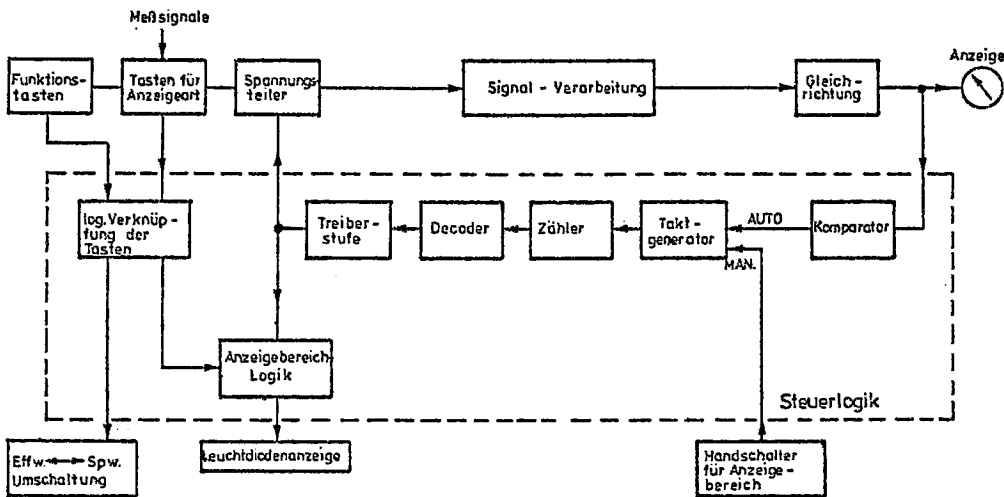 Meßsignale
Funktions-
tasten
Tasten für
Anzeigeart
Spannungs
teiler
Signal - Verarbeitung
Gleich-
richtung
Anzeige
log. Verknüp-
fung der
Tasten
Treiber-
stufe
Decoder
Zähler
Takt-
generator
AUTO
MAN.
Komparator
Anzeigebereich-
Logik
Steuerlogik
Effw. Spw.
Umschaltung
Leuchtdiodenanzeige
Handschalter
für Anzeige-
bereich